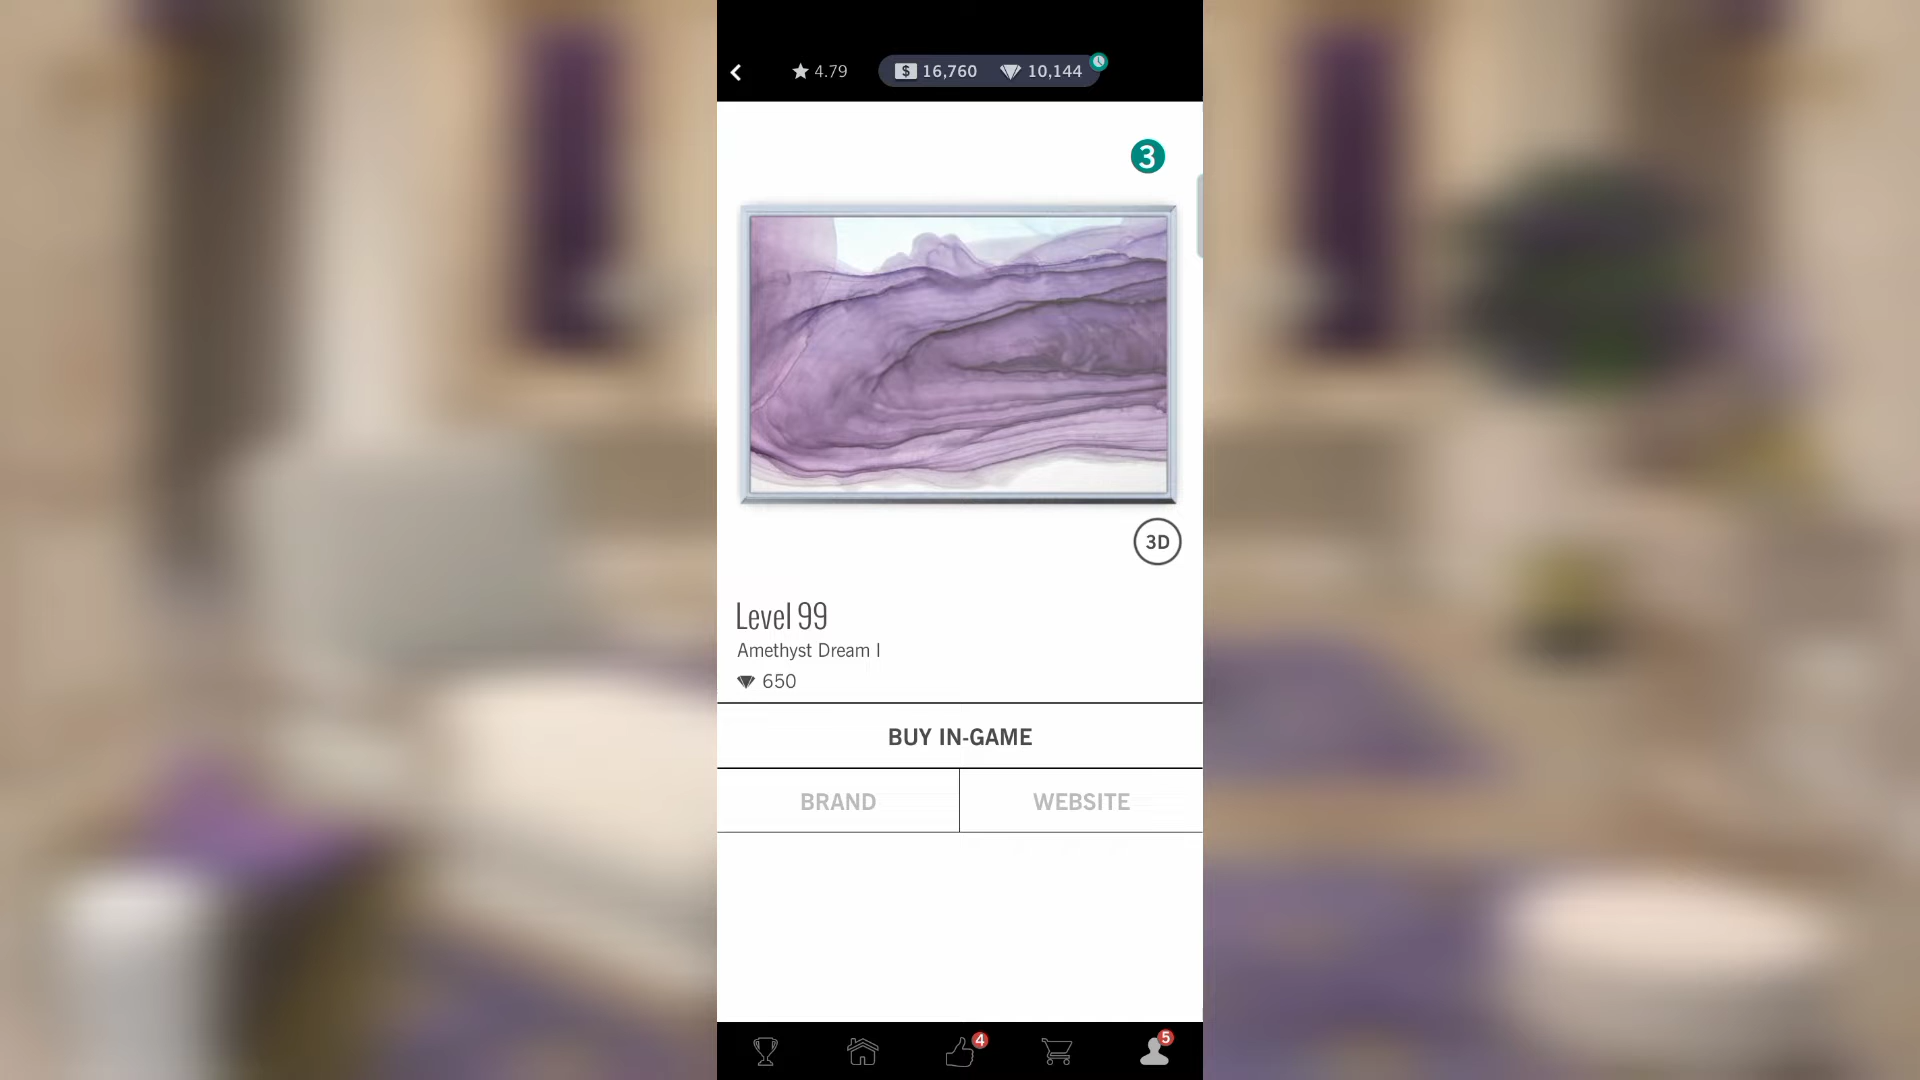 4.79 $ 16,760 10,144
3
3D
Level 99
Amethyst Dream I
650
BUY IN-GAME
BRAND WEBSITE
4 5